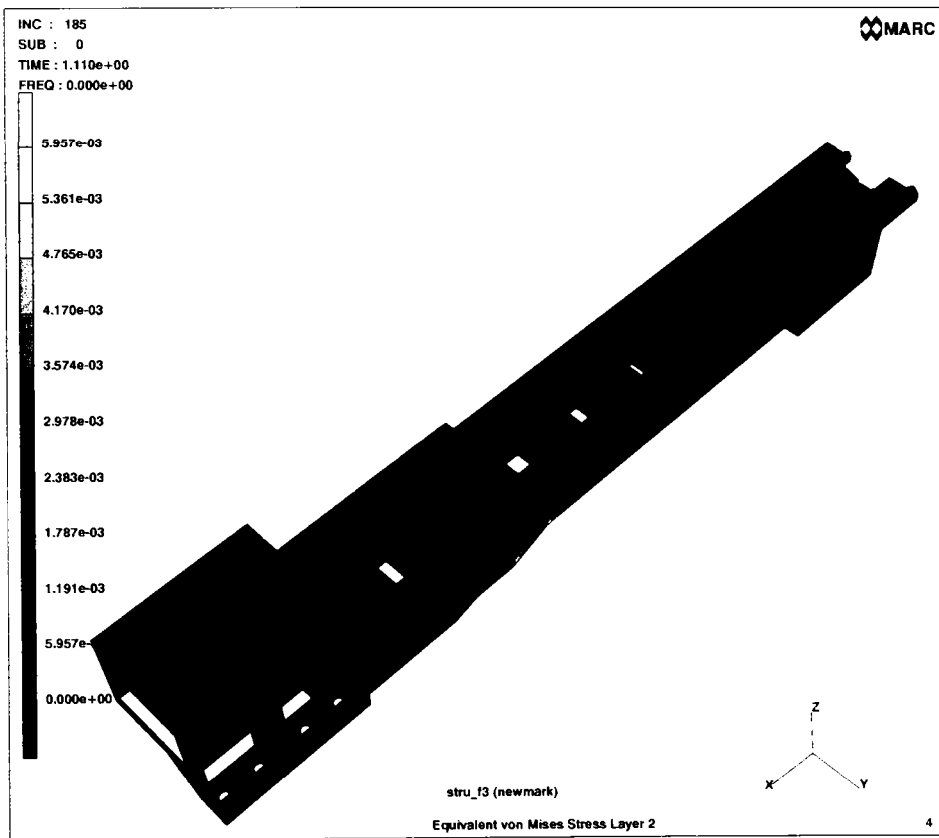 INC : 185
SUB : 0
TIME : 1.110e+00
FREQ : 0.000e+00
MARC
5.957e-03
5.361e-03
4.765e-03
4.170e-03
3.574e-03
2.978e-03
2.383e-03
1.787e-03
1.191e-03
5.957e-
0.000e+00
Z
X
Y
stru_f3 (newmark)
Equivalent von Mises Stress Layer 2
4